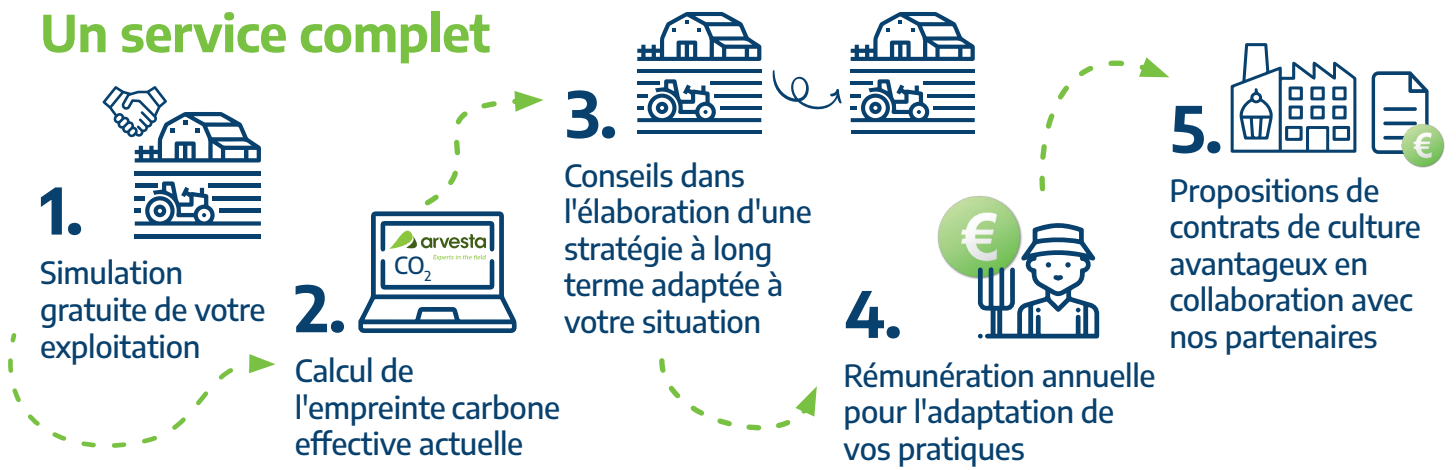 Un service complet
1.
Simulation
gratuite de votre
exploitation
2.
arvesta
Experts in the field
CO₂
Calcul de
l'empreinte carbone
effective actuelle
3.
Conseils dans
l'élaboration d'une
stratégie à long
terme adaptée à
votre situation
4.
€
Rémunération annuelle
pour l'adaptation de
vos pratiques
5.
€
Propositions de
contrats de culture
avantageux en
collaboration avec
nos partenaires